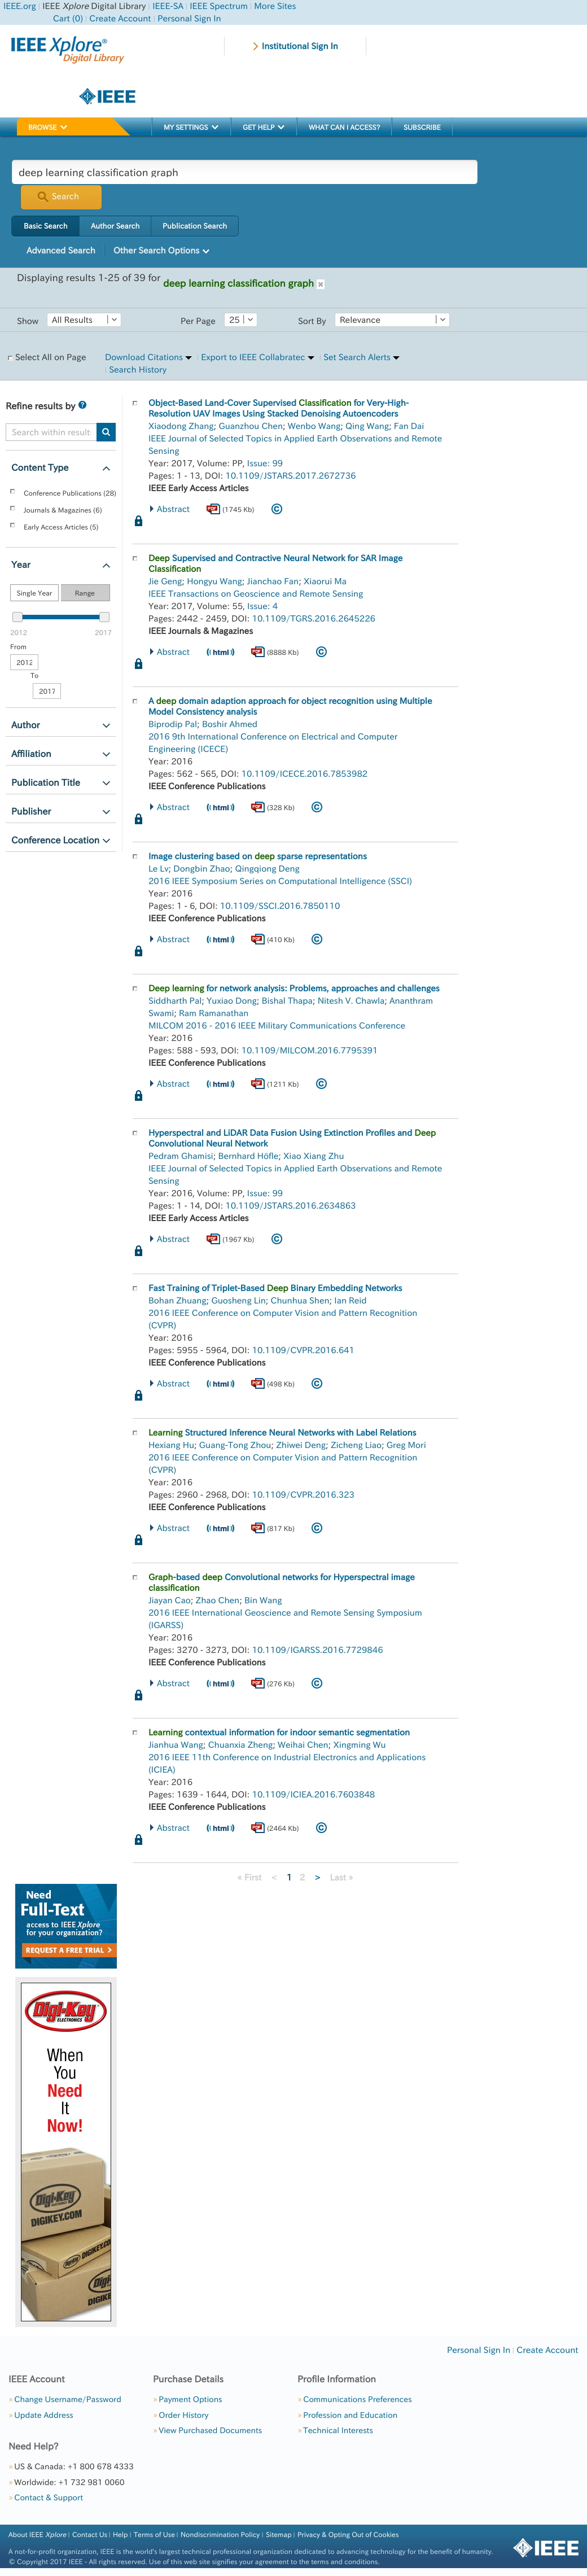 IEEE.org | IEEE Xplore Digital Library | IEEE-SA | IEEE Spectrum | More Sites
Cart (0) | Create Account | Personal Sign In
IEEE Xplore®
Digital Library
Institutional Sign In
IEEE
BROWSE
MY SETTINGS
GET HELP
WHAT CAN I ACCESS?
SUBSCRIBE
deep learning classification graph
Search
Basic Search
Author Search
Publication Search
Advanced Search
Other Search Options
Displaying results 1-25 of 39 for deep learning classification graph
Show All Results
Per Page 25
Sort By Relevance
Select All on Page
Download Citations | Export to IEEE Collabratec | Set Search Alerts
| Search History
Refine results by
Search within results
Content Type
Conference Publications (28)
Journals & Magazines (6)
Early Access Articles (5)
Year
Single Year
Range
2012
2017
From
2012
To
2017
Author
Affiliation
Publication Title
Publisher
Conference Location
Object-Based Land-Cover Supervised Classification for Very-High-
Resolution UAV Images Using Stacked Denoising Autoencoders
Xiaodong Zhang; Guanzhou Chen; Wenbo Wang; Qing Wang; Fan Dai
IEEE Journal of Selected Topics in Applied Earth Observations and Remote
Sensing
Year: 2017, Volume: PP, Issue: 99
Pages: 1 - 13, DOI: 10.1109/JSTARS.2017.2672736
IEEE Early Access Articles
Abstract PDF (1745 Kb)
Deep Supervised and Contractive Neural Network for SAR Image
Classification
Jie Geng; Hongyu Wang; Jianchao Fan; Xiaorui Ma
IEEE Transactions on Geoscience and Remote Sensing
Year: 2017, Volume: 55, Issue: 4
Pages: 2442 - 2459, DOI: 10.1109/TGRS.2016.2645226
IEEE Journals & Magazines
Abstract ((html)) PDF (8888 Kb)
A deep domain adaption approach for object recognition using Multiple
Model Consistency analysis
Biprodip Pal; Boshir Ahmed
2016 9th International Conference on Electrical and Computer
Engineering (ICECE)
Year: 2016
Pages: 562 - 565, DOI: 10.1109/ICECE.2016.7853982
IEEE Conference Publications
Abstract ((html)) PDF (328 Kb)
Image clustering based on deep sparse representations
Le Lv; Dongbin Zhao; Qingqiong Deng
2016 IEEE Symposium Series on Computational Intelligence (SSCI)
Year: 2016
Pages: 1 - 6, DOI: 10.1109/SSCI.2016.7850110
IEEE Conference Publications
Abstract ((html)) PDF (410 Kb)
Deep learning for network analysis: Problems, approaches and challenges
Siddharth Pal; Yuxiao Dong; Bishal Thapa; Nitesh V. Chawla; Ananthram
Swami; Ram Ramanathan
MILCOM 2016 - 2016 IEEE Military Communications Conference
Year: 2016
Pages: 588 - 593, DOI: 10.1109/MILCOM.2016.7795391
IEEE Conference Publications
Abstract ((html)) PDF (1211 Kb)
Hyperspectral and LiDAR Data Fusion Using Extinction Profiles and Deep
Convolutional Neural Network
Pedram Ghamisi; Bernhard Höfle; Xiao Xiang Zhu
IEEE Journal of Selected Topics in Applied Earth Observations and Remote
Sensing
Year: 2016, Volume: PP, Issue: 99
Pages: 1 - 14, DOI: 10.1109/JSTARS.2016.2634863
IEEE Early Access Articles
Abstract PDF (1967 Kb)
Fast Training of Triplet-Based Deep Binary Embedding Networks
Bohan Zhuang; Guosheng Lin; Chunhua Shen; Ian Reid
2016 IEEE Conference on Computer Vision and Pattern Recognition
(CVPR)
Year: 2016
Pages: 5955 - 5964, DOI: 10.1109/CVPR.2016.641
IEEE Conference Publications
Abstract ((html)) PDF (498 Kb)
Learning Structured Inference Neural Networks with Label Relations
Hexiang Hu; Guang-Tong Zhou; Zhiwei Deng; Zicheng Liao; Greg Mori
2016 IEEE Conference on Computer Vision and Pattern Recognition
(CVPR)
Year: 2016
Pages: 2960 - 2968, DOI: 10.1109/CVPR.2016.323
IEEE Conference Publications
Abstract ((html)) PDF (817 Kb)
Graph-based deep Convolutional networks for Hyperspectral image
classification
Jiayan Cao; Zhao Chen; Bin Wang
2016 IEEE International Geoscience and Remote Sensing Symposium
(IGARSS)
Year: 2016
Pages: 3270 - 3273, DOI: 10.1109/IGARSS.2016.7729846
IEEE Conference Publications
Abstract ((html)) PDF (276 Kb)
Learning contextual information for indoor semantic segmentation
Jianhua Wang; Chuanxia Zheng; Weihai Chen; Xingming Wu
2016 IEEE 11th Conference on Industrial Electronics and Applications
(ICIEA)
Year: 2016
Pages: 1639 - 1644, DOI: 10.1109/ICIEA.2016.7603848
IEEE Conference Publications
Abstract ((html)) PDF (2464 Kb)
« First < 1 2 > Last »
Need
Full-Text
access to IEEE Xplore
for your organization?
REQUEST A FREE TRIAL >
Digi-Key
ELECTRONICS
When
You
Need
It
Now!
Digi-Key
DIGIKEY.COM
Personal Sign In | Create Account
IEEE Account
» Change Username/Password
» Update Address
Purchase Details
» Payment Options
» Order History
» View Purchased Documents
Profile Information
» Communications Preferences
» Profession and Education
» Technical Interests
Need Help?
» US & Canada: +1 800 678 4333
» Worldwide: +1 732 981 0060
» Contact & Support
About IEEE Xplore | Contact Us | Help | Terms of Use | Nondiscrimination Policy | Sitemap | Privacy & Opting Out of Cookies
A not-for-profit organization, IEEE is the world's largest technical professional organization dedicated to advancing technology for the benefit of humanity.
© Copyright 2017 IEEE - All rights reserved. Use of this web site signifies your agreement to the terms and conditions.
IEEE